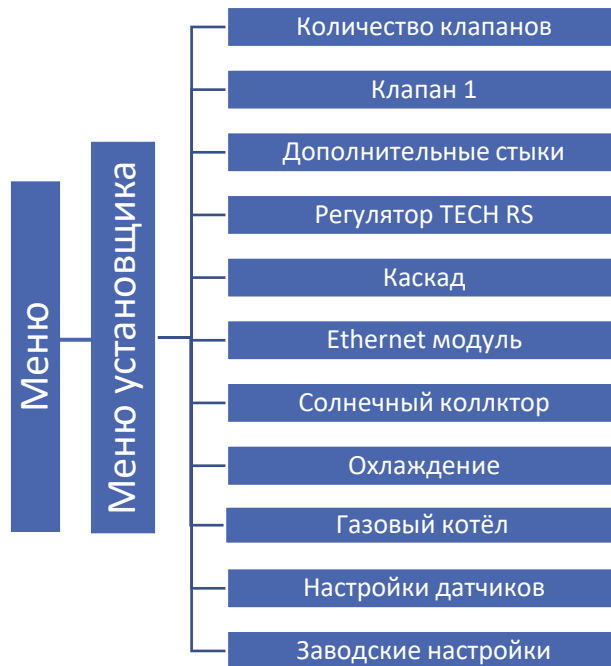 Меню
Меню установщика
Количество клапанов
Клапан 1
Дополнительные стыки
Регулятор TECH RS
Каскад
Ethernet модуль
Солнечный коллктор
Охлаждение
Газовый котёл
Настройки датчиков
Заводские настройки